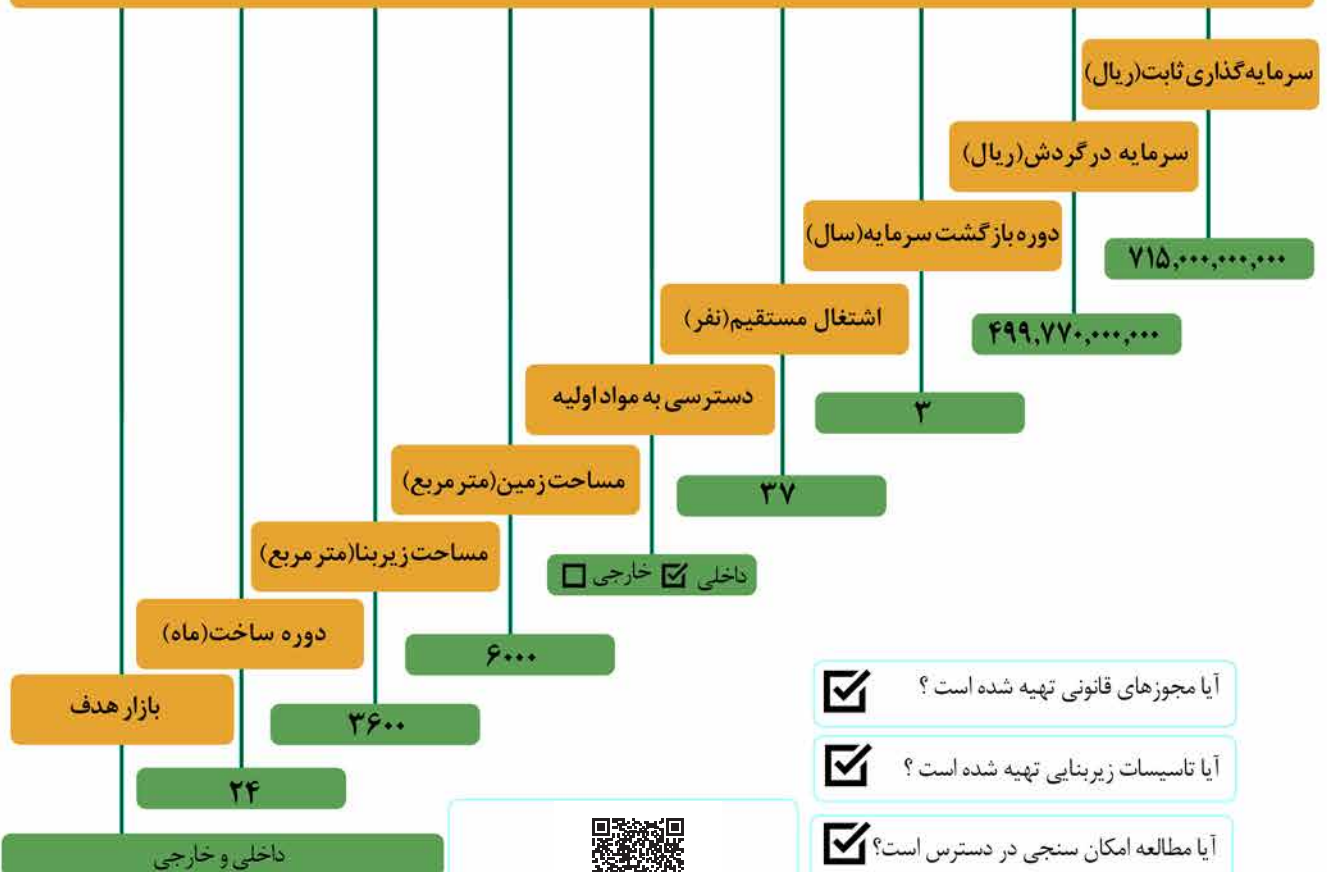 سرمایه‌گذاری ثابت(ریال)
۷۱۵,۰۰۰,۰۰۰,۰۰۰
سرمایه در گردش(ریال)
۴۹۹,۷۷۰,۰۰۰,۰۰۰
دوره بازگشت سرمایه(سال)
۳
اشتغال مستقیم(نفر)
۳۷
دسترسی به مواد اولیه
داخلی ☑ خارجی ☐
مساحت زمین(متر مربع)
۶۰۰۰
مساحت زیربنا(متر مربع)
۳۶۰۰
دوره ساخت(ماه)
۲۴
بازار هدف
داخلی و خارجی
آیا مجوزهای قانونی تهیه شده است ؟ ☑
آیا تاسیسات زیربنایی تهیه شده است ؟ ☑
آیا مطالعه امکان سنجی در دسترس است؟ ☑